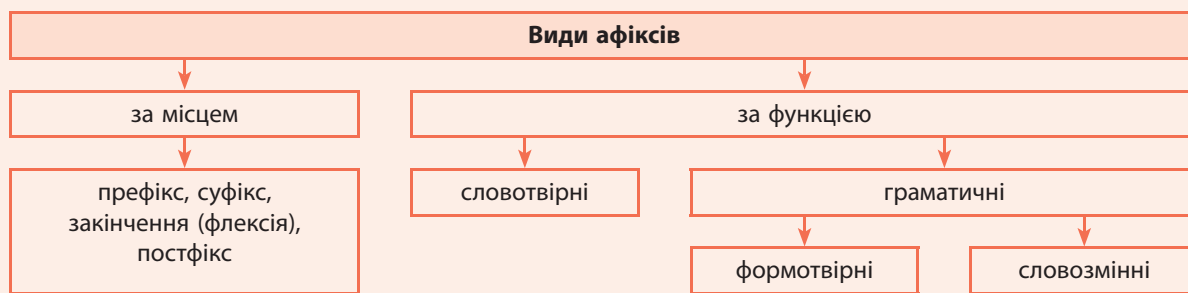 Види афіксів
за місцем
за функцією
префікс, суфікс,
закінчення (флексія),
постфікс
словотвірні
граматичні
формотвірні
словозмінні